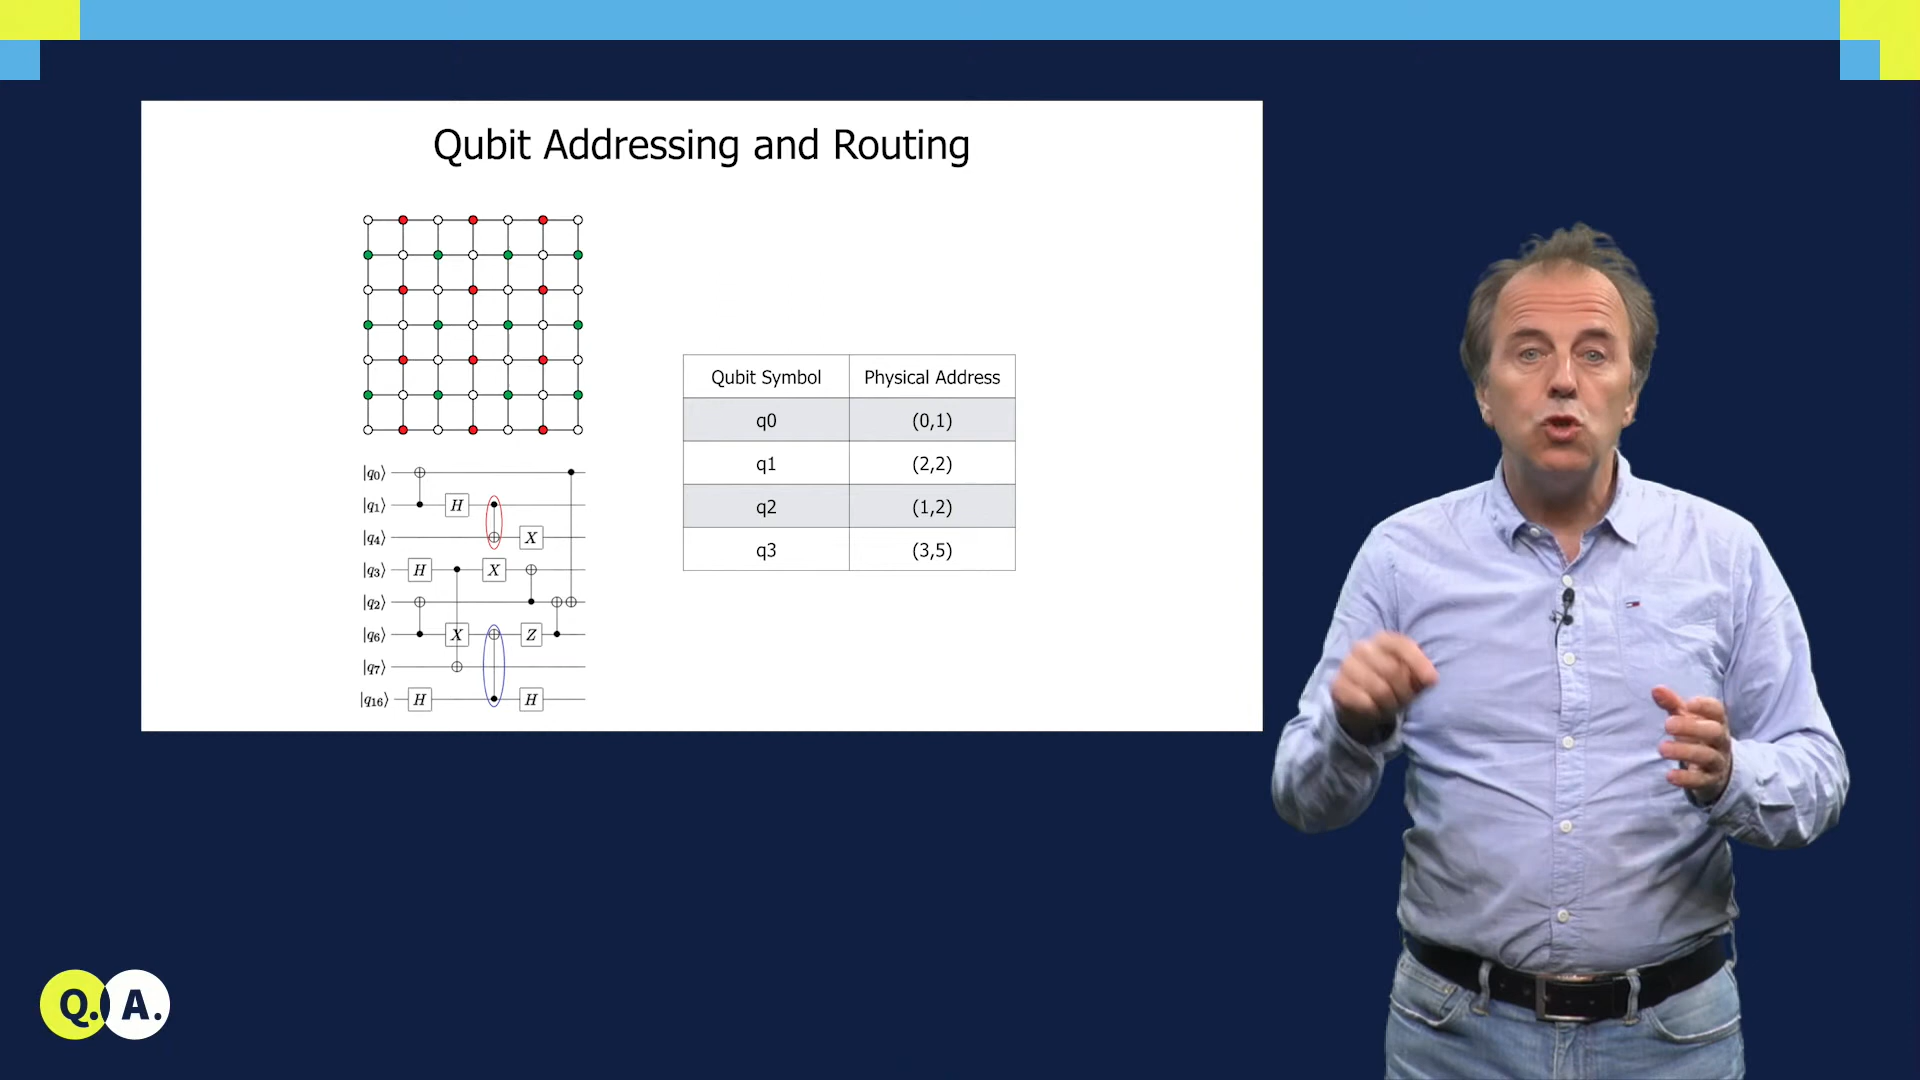 Qubit Addressing and Routing
Qubit Symbol Physical Address
q0 (0,1)
q1 (2,2)
q2 (1,2)
q3 (3,5)
|q0⟩
|q1⟩ H
|q4⟩ X
|q3⟩ H X
|q2⟩
|q6⟩ X Z
|q7⟩
|q16⟩ H H
Q. A.